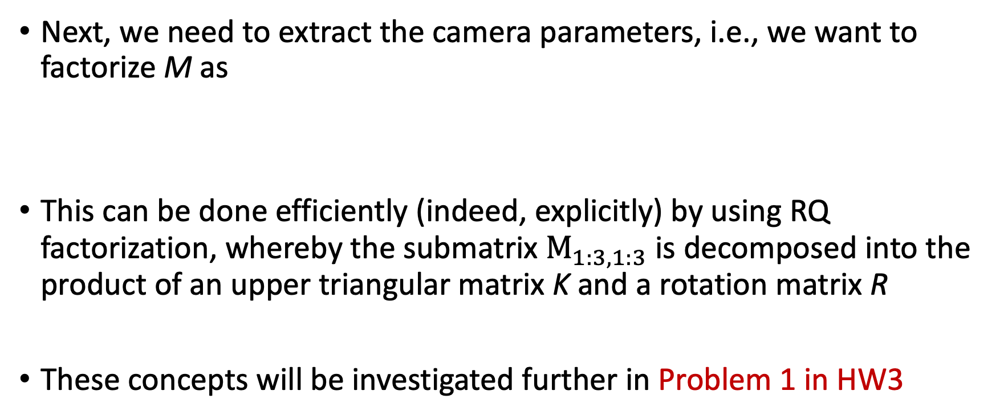 • Next, we need to extract the camera parameters, i.e., we want to
factorize M as
• This can be done efficiently (indeed, explicitly) by using RQ
factorization, whereby the submatrix M₁:₃,₁:₃ is decomposed into the
product of an upper triangular matrix K and a rotation matrix R
• These concepts will be investigated further in Problem 1 in HW3